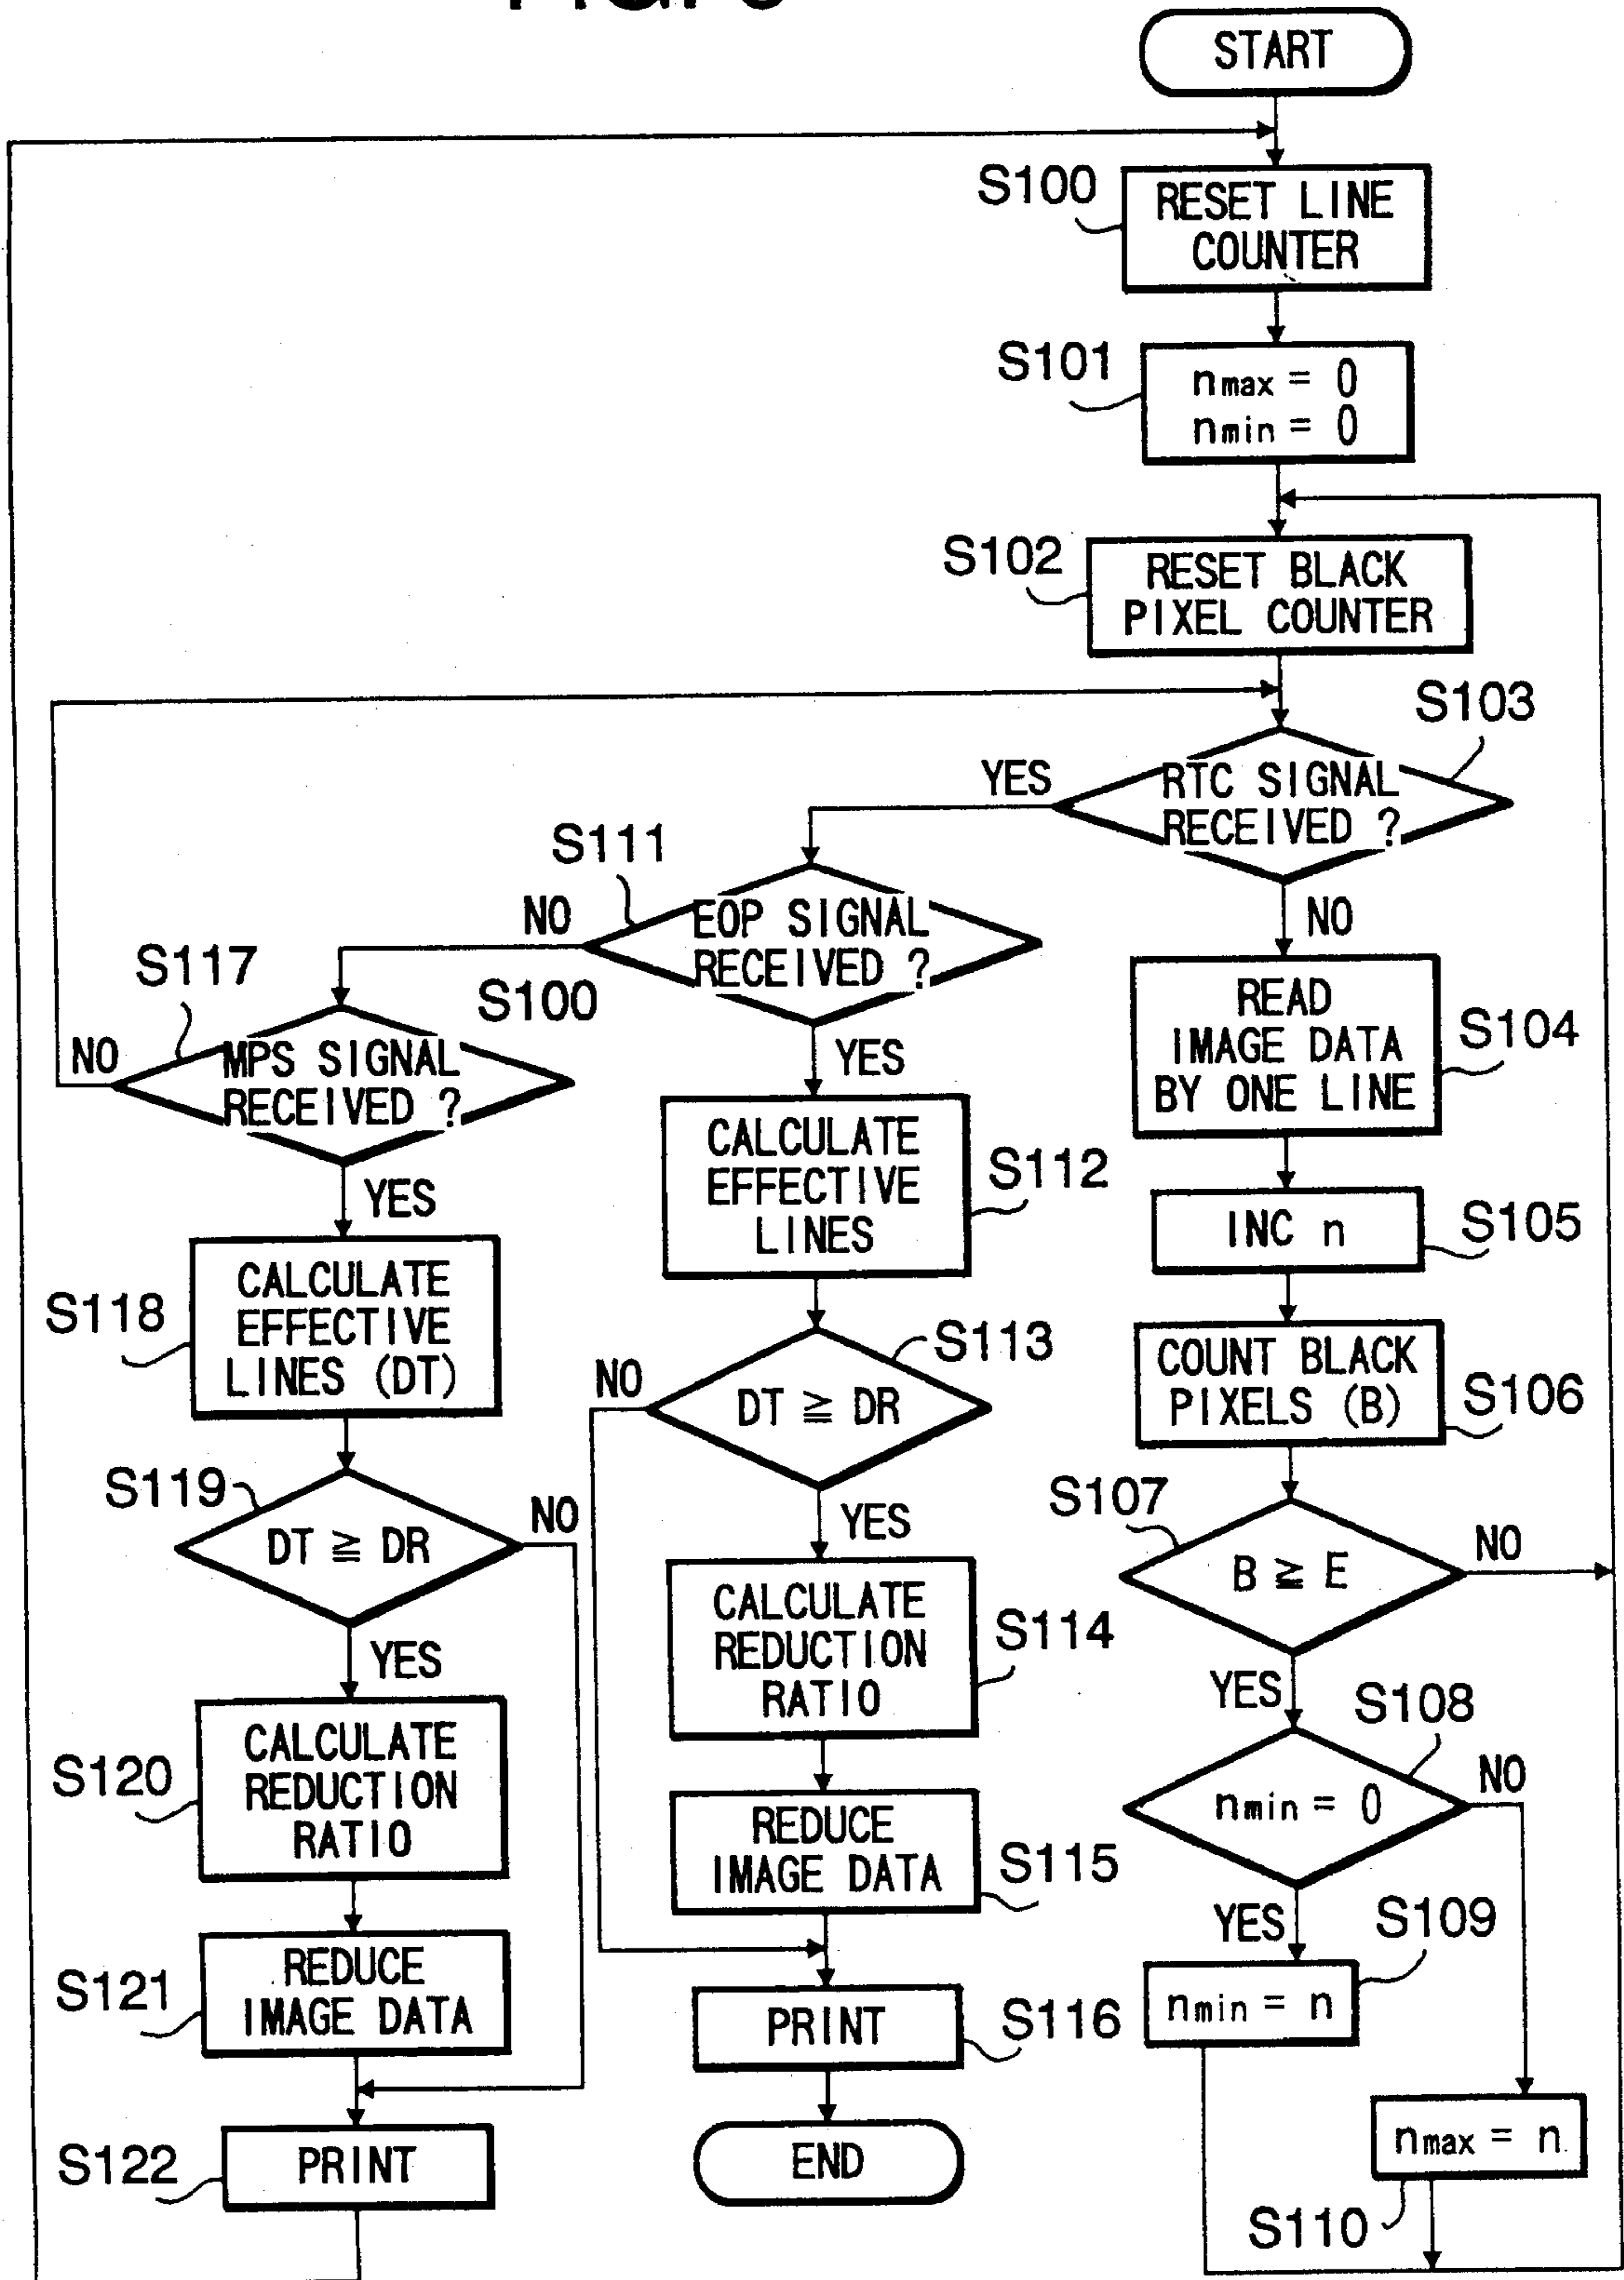 START
S100
RESET LINE
COUNTER
S101
nmax = 0
nmin = 0
S102
RESET BLACK
PIXEL COUNTER
S103
RTC SIGNAL
RECEIVED ?
YES
NO
S111
EOP SIGNAL
RECEIVED ?
NO
YES
S117
S100
MPS SIGNAL
RECEIVED ?
NO
YES
S104
READ
IMAGE DATA
BY ONE LINE
S105
INC n
S106
COUNT BLACK
PIXELS (B)
S107
B ≧ E
NO
YES
S108
nmin = 0
NO
YES
S109
nmin = n
nmax = n
S110
S112
CALCULATE
EFFECTIVE
LINES
S113
DT ≧ DR
NO
YES
S114
CALCULATE
REDUCTION
RATIO
S115
REDUCE
IMAGE DATA
S116
PRINT
END
S118
CALCULATE
EFFECTIVE
LINES (DT)
S119
DT ≧ DR
NO
YES
S120
CALCULATE
REDUCTION
RATIO
S121
REDUCE
IMAGE DATA
S122
PRINT